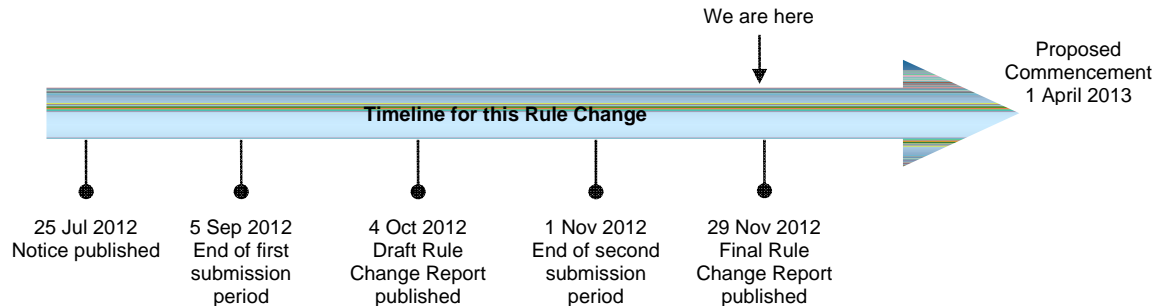 We are here
Proposed
Commencement
1 April 2013
Timeline for this Rule Change
25 Jul 2012
Notice published
5 Sep 2012
End of first
submission
period
4 Oct 2012
Draft Rule
Change Report
published
1 Nov 2012
End of second
submission
period
29 Nov 2012
Final Rule
Change Report
published